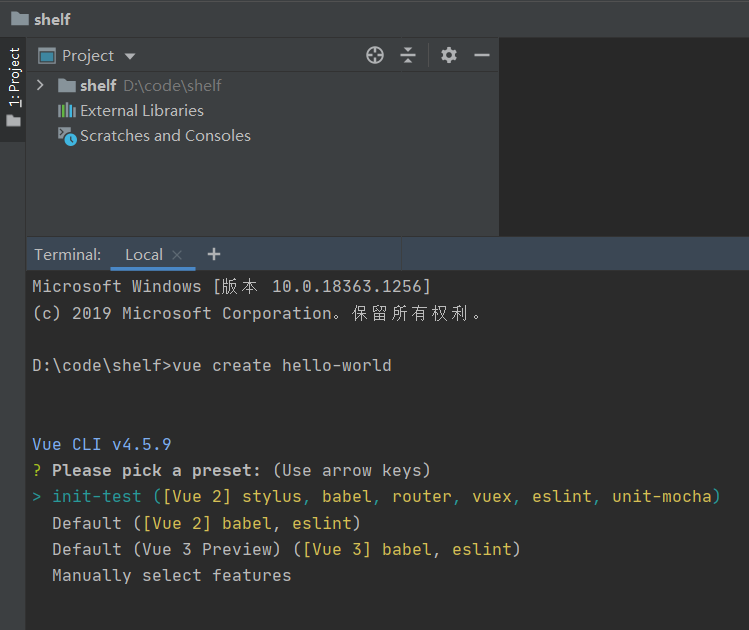 shelf
1: Project
Project
shelf D:\code\shelf
External Libraries
Scratches and Consoles
Terminal: Local × +
Microsoft Windows [版本 10.0.18363.1256]
(c) 2019 Microsoft Corporation。保留所有权利。
D:\code\shelf>vue create hello-world
Vue CLI v4.5.9
? Please pick a preset: (Use arrow keys)
> init-test ([Vue 2] stylus, babel, router, vuex, eslint, unit-mocha)
Default ([Vue 2] babel, eslint)
Default (Vue 3 Preview) ([Vue 3] babel, eslint)
Manually select features